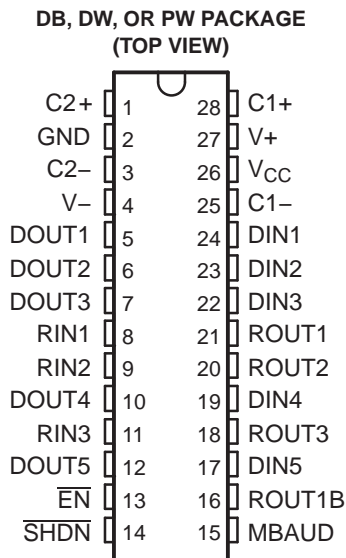 DB, DW, OR PW PACKAGE
(TOP VIEW)
C2+ 1 28 C1+
GND 2 27 V+
C2− 3 26 VCC
V− 4 25 C1−
DOUT1 5 24 DIN1
DOUT2 6 23 DIN2
DOUT3 7 22 DIN3
RIN1 8 21 ROUT1
RIN2 9 20 ROUT2
DOUT4 10 19 DIN4
RIN3 11 18 ROUT3
DOUT5 12 17 DIN5
EN 13 16 ROUT1B
SHDN 14 15 MBAUD